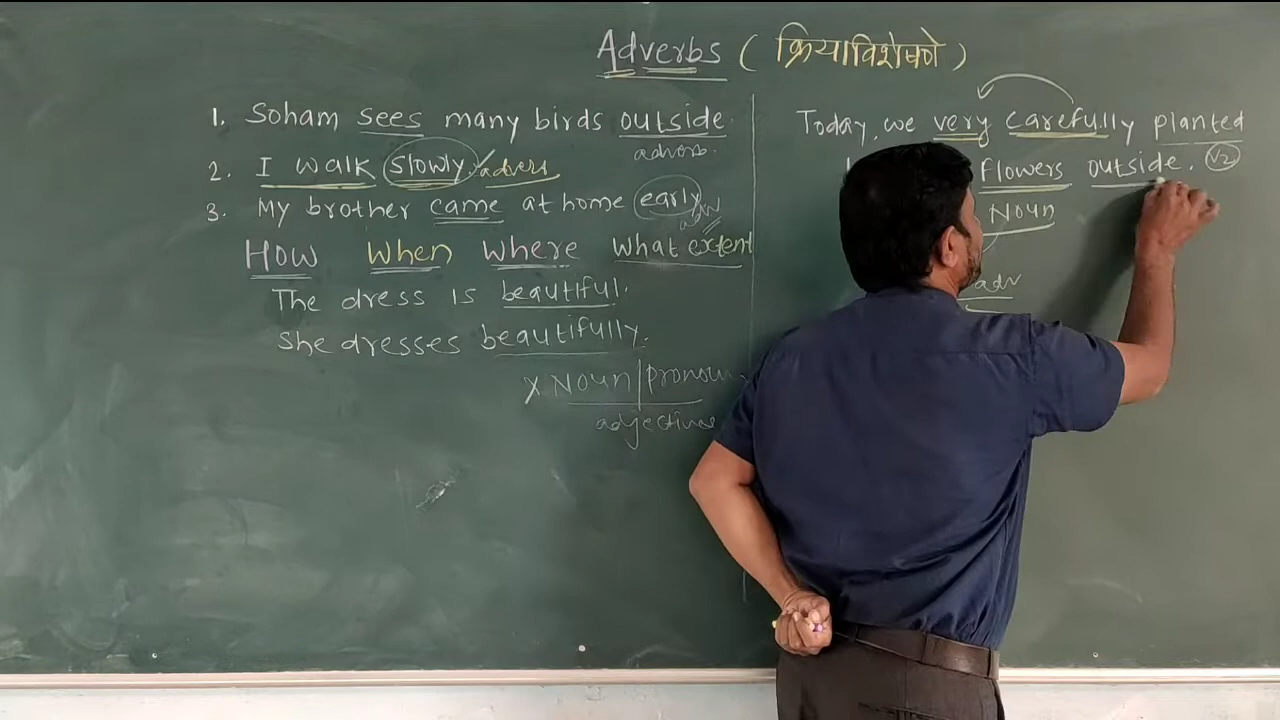 Adverbs ( क्रियाविशेषणे )
1. Soham sees many birds outside.
adverb.
2. I walk slowly. adverb
3. My brother came at home early
adv
How When Where What extent
The dress is beautiful.
She dresses beautifully.
x Noun | pronoun
adjective
Today, we very carefully planted
flowers outside. V2
Noun
adv